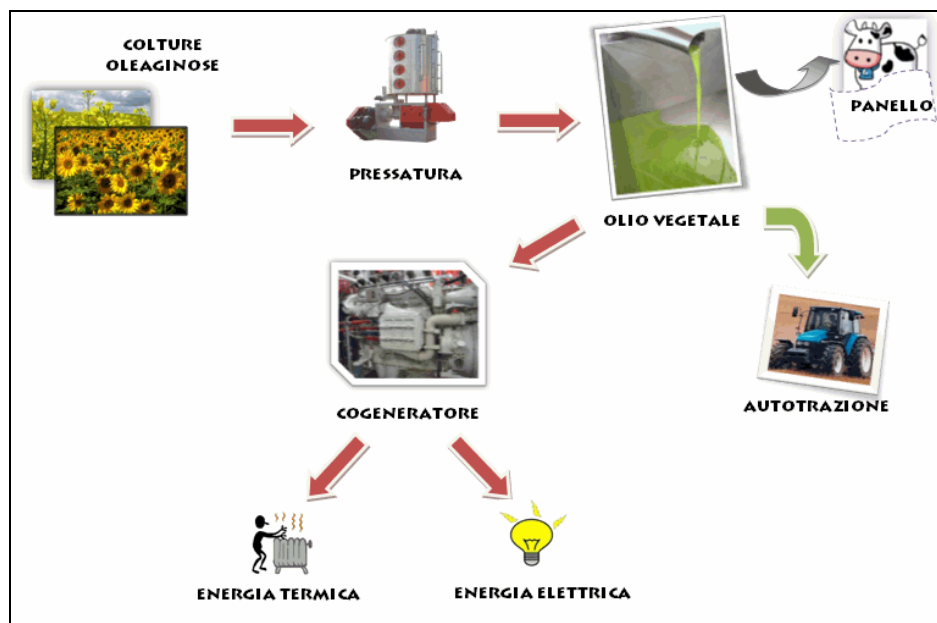 COLTURE
OLEAGINOSE
PRESSATURA
OLIO VEGETALE
PANELLO
COGENERATORE
AUTOTRAZIONE
ENERGIA TERMICA
ENERGIA ELETTRICA